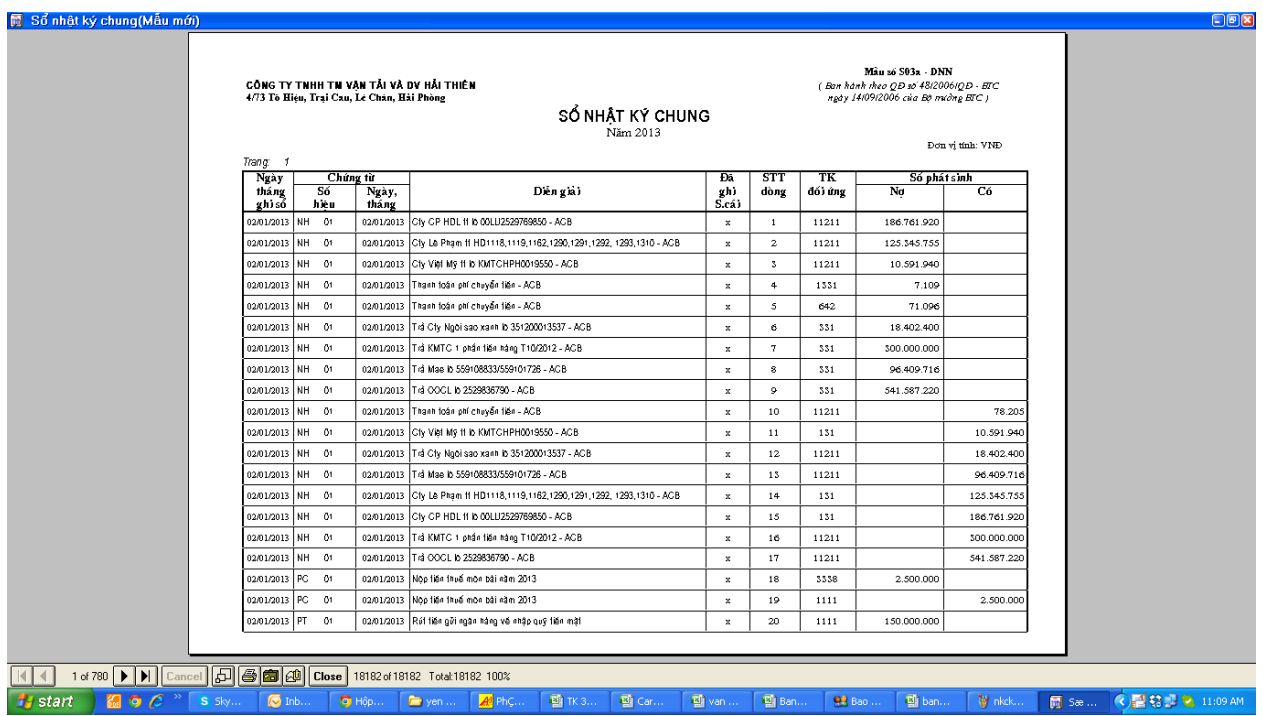 Sổ nhật ký chung(Mẫu mới)
CÔNG TY TNHH TM VẬN TẢI VÀ DV HẢI THIÊN
4/73 Tô Hiệu, Trại Cau, Lê Chân, Hải Phòng
Mẫu số S03a - DNN
( Ban hành theo QĐ số 48/2006/QĐ - BTC
ngày 14/09/2006 của Bộ trưởng BTC )
SỔ NHẬT KÝ CHUNG
Năm 2013
Đơn vị tính: VNĐ
Trang: 1
Ngày tháng ghi sổ Chứng từ Số hiệu Ngày, tháng Diễn giải Đã ghi S.cái STT dòng TK đối ứng Số phát sinh Nợ Có
02/01/2013 NH 01 02/01/2013 Cty CP HDL tt lô 00LU2529769850 - ACB x 1 11211 186.761.920
02/01/2013 NH 01 02/01/2013 Cty Lê Phạm tt HD1118,1119,1162,1290,1291,1292, 1293,1310 - ACB x 2 11211 125.345.755
02/01/2013 NH 01 02/01/2013 Cty Việt Mỹ tt lô KMTCHPH0019550 - ACB x 3 11211 10.591.940
02/01/2013 NH 01 02/01/2013 Thanh toán phí chuyển tiền - ACB x 4 1331 7.109
02/01/2013 NH 01 02/01/2013 Thanh toán phí chuyển tiền - ACB x 5 642 71.096
02/01/2013 NH 01 02/01/2013 Trả Cty Ngôi sao xanh lô 351200013537 - ACB x 6 331 18.402.400
02/01/2013 NH 01 02/01/2013 Trả KMTC 1 phần tiền hàng T10/2012 - ACB x 7 331 300.000.000
02/01/2013 NH 01 02/01/2013 Trả Mae lô 559108833/559101726 - ACB x 8 331 96.409.716
02/01/2013 NH 01 02/01/2013 Trả OOCL lô 2529836790 - ACB x 9 331 541.587.220
02/01/2013 NH 01 02/01/2013 Thanh toán phí chuyển tiền - ACB x 10 11211 78.205
02/01/2013 NH 01 02/01/2013 Cty Việt Mỹ tt lô KMTCHPH0019550 - ACB x 11 131 10.591.940
02/01/2013 NH 01 02/01/2013 Trả Cty Ngôi sao xanh lô 351200013537 - ACB x 12 11211 18.402.400
02/01/2013 NH 01 02/01/2013 Trả Mae lô 559108833/559101726 - ACB x 13 11211 96.409.716
02/01/2013 NH 01 02/01/2013 Cty Lê Phạm tt HD1118,1119,1162,1290,1291,1292, 1293,1310 - ACB x 14 131 125.345.755
02/01/2013 NH 01 02/01/2013 Cty CP HDL tt lô 00LU2529769850 - ACB x 15 131 186.761.920
02/01/2013 NH 01 02/01/2013 Trả KMTC 1 phần tiền hàng T10/2012 - ACB x 16 11211 300.000.000
02/01/2013 NH 01 02/01/2013 Trả OOCL lô 2529836790 - ACB x 17 11211 541.587.220
02/01/2013 PC 01 02/01/2013 Nộp tiền thuế môn bài năm 2013 x 18 3338 2.500.000
02/01/2013 PC 01 02/01/2013 Nộp tiền thuế môn bài năm 2013 x 19 1111 2.500.000
02/01/2013 PT 01 02/01/2013 Rút tiền gửi ngân hàng về nhập quỹ tiền mặt x 20 1111 150.000.000
1 of 780 Cancel Close 18182 of 18182 Total:18182 100%
start S Sky... Inb... Hộp... yen ... PhÇ... TK 3... Car... van ... Ban... Bao ... ban... nkck... Sæ ... 11:09 AM